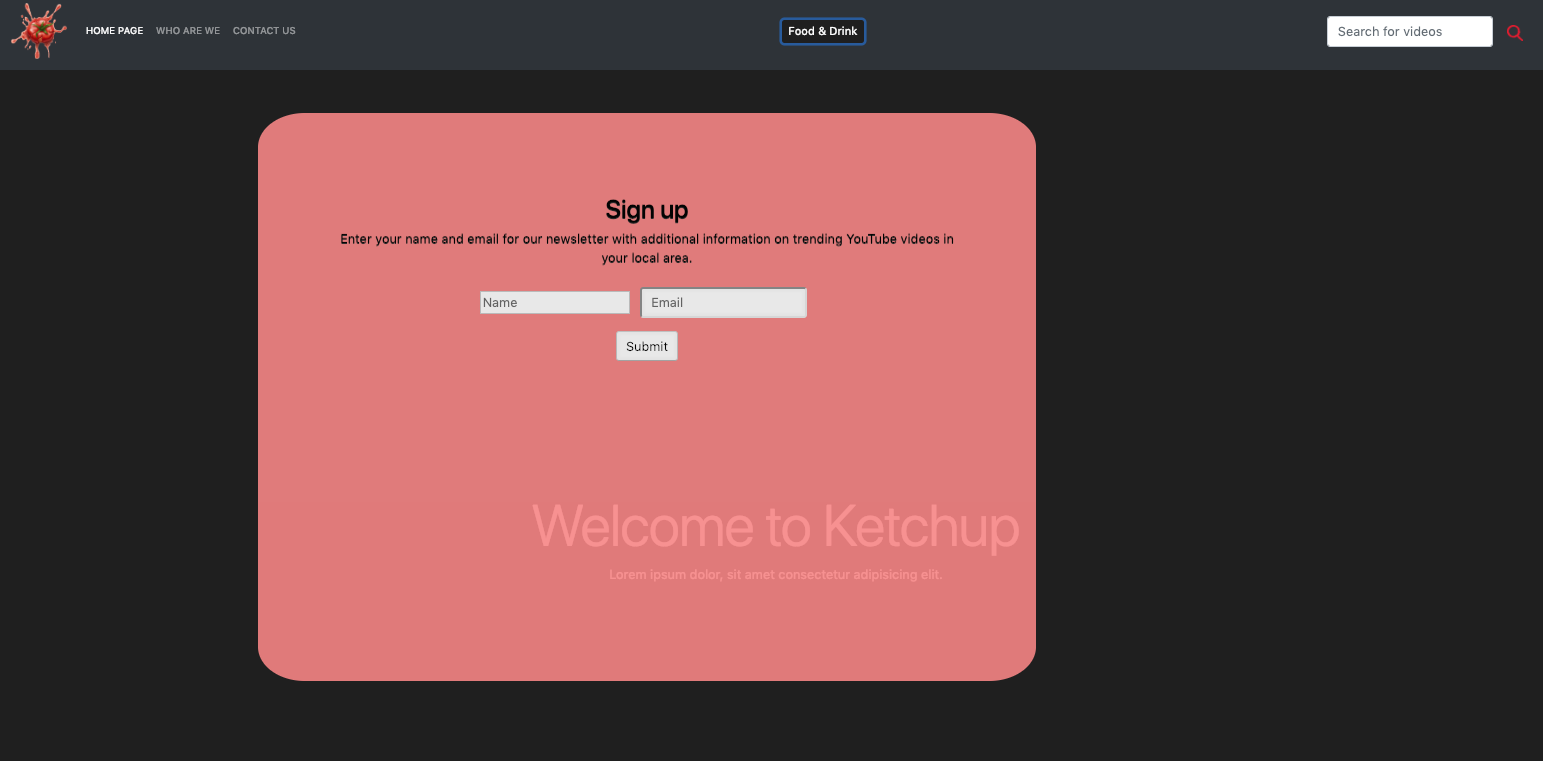 HOME PAGE WHO ARE WE CONTACT US Food & Drink Search for videos
Sign up
Enter your name and email for our newsletter with additional information on trending YouTube videos in
your local area.
Name Email
Submit
Welcome to Ketchup
Lorem ipsum dolor, sit amet consectetur adipisicing elit.